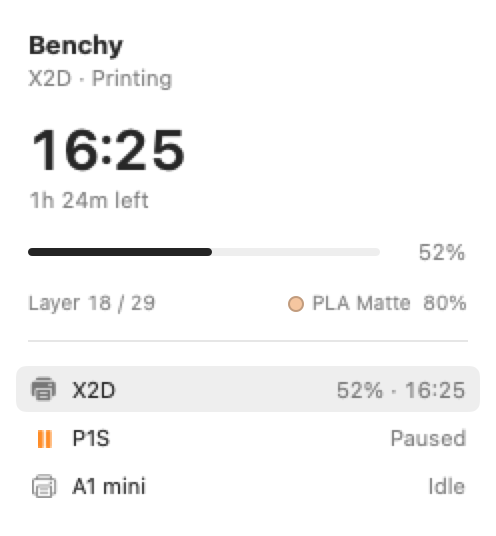 Benchy
X2D · Printing
16:25
1h 24m left
52%
Layer 18 / 29 PLA Matte 80%
X2D 52% · 16:25
P1S Paused
A1 mini Idle